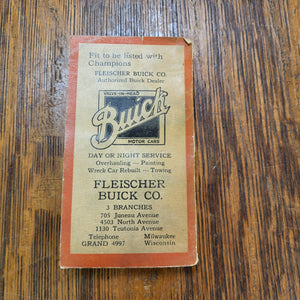 Fit to be listed with
Champions
FLEISCHER BUICK CO.
Authorized Buick Dealer
VALVE-IN-HEAD
Buick
MOTOR CARS
DAY OR NIGHT SERVICE
Overhauling — Painting
Wreck Car Rebuilt — Towing
FLEISCHER
BUICK CO.
3 BRANCHES
705 Juneau Avenue
4503 North Avenue
1130 Teutonia Avenue
Telephone Milwaukee
GRAND 4997 Wisconsin